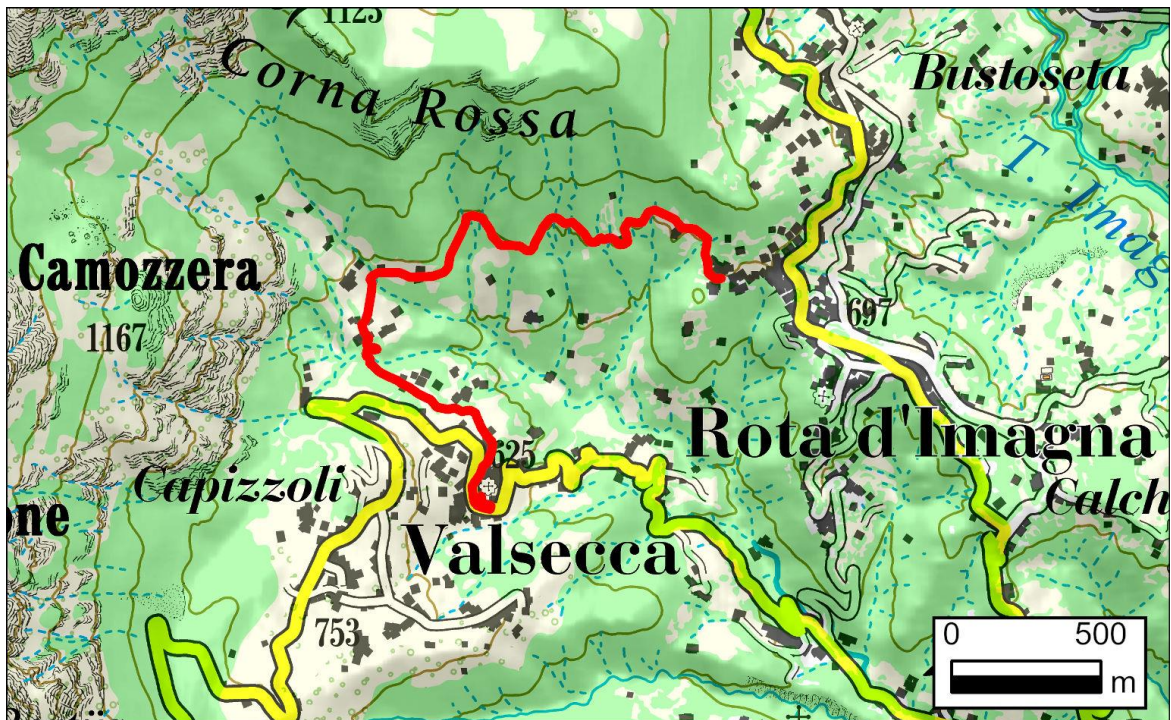 1125
Corna Rossa
Bustoseta
T. Imag
Camozzera
1167
697
Rota d'Imagna
625
Capizzoli
Calch
one
Valsecca
753
0 500
m